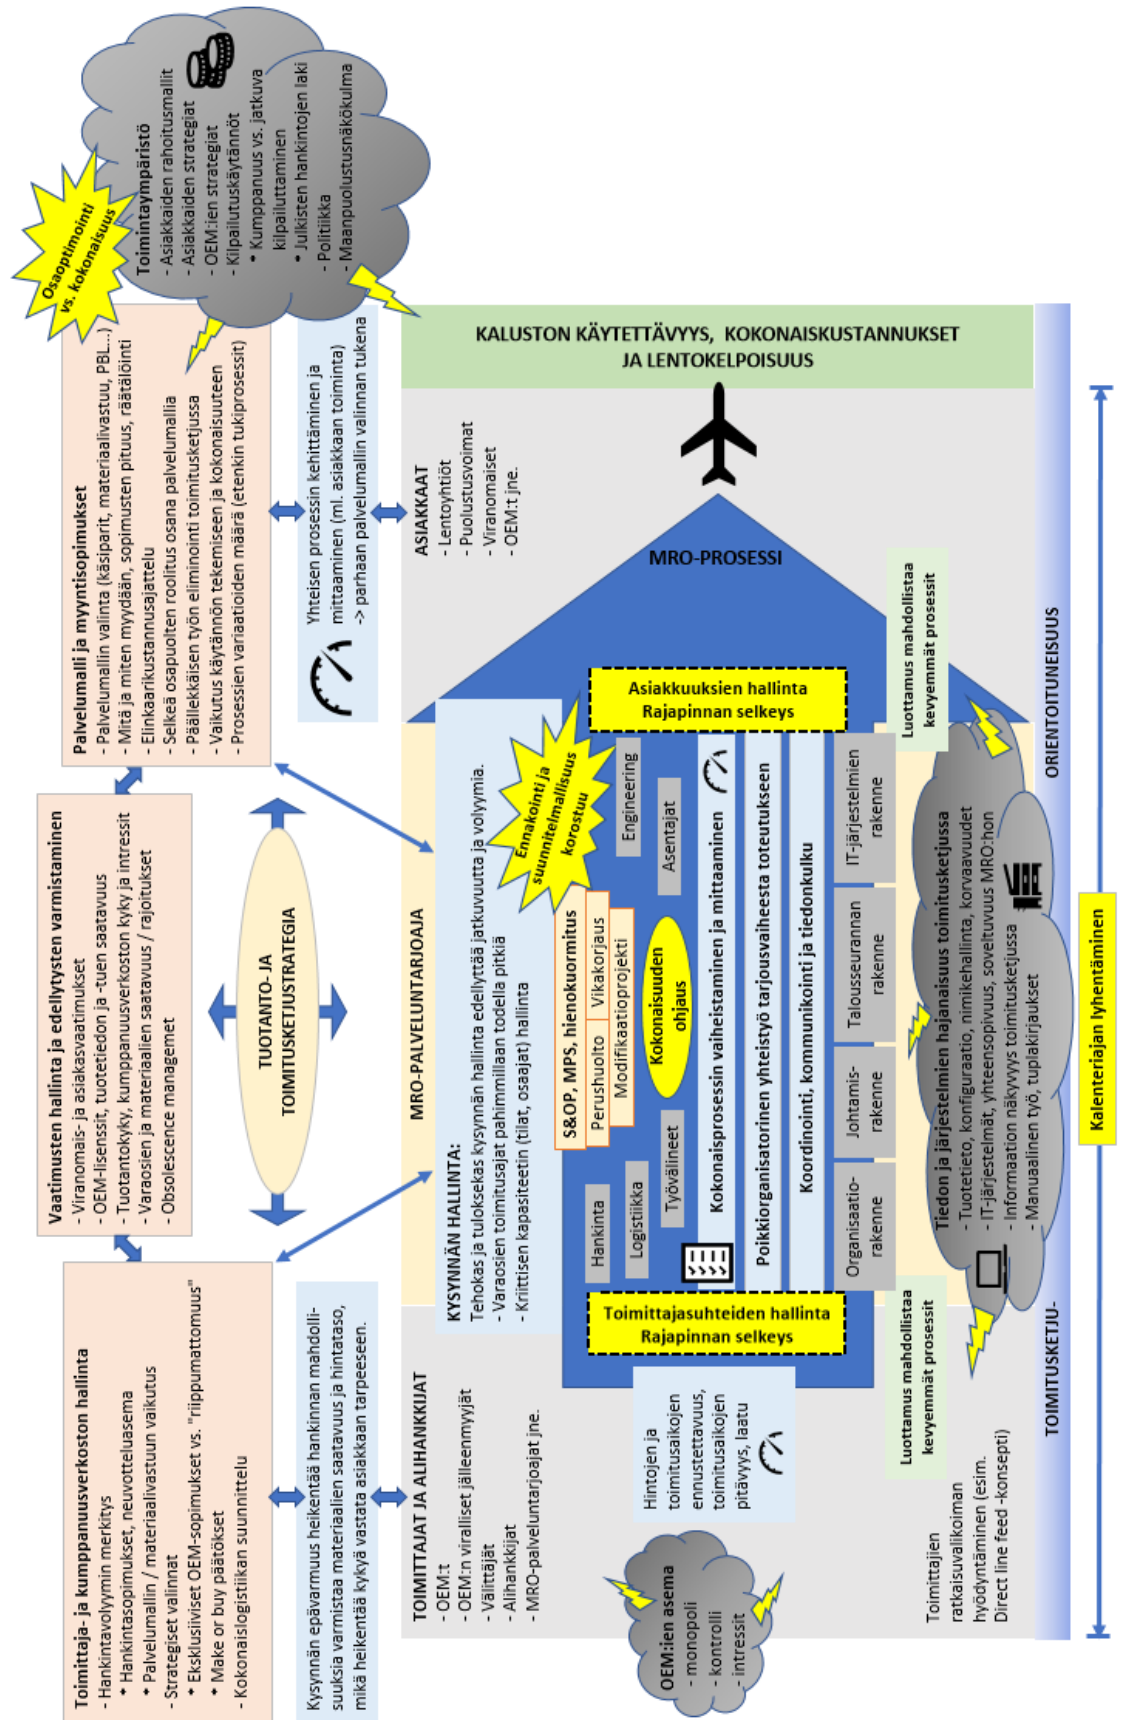 Toimittaja- ja kumppanuusverkoston hallinta
- Hankintavolyymin merkitys
* Hankintasopimukset, neuvotteluasema
* Palvelumallin / materiaalivastuun vaikutus
- Strategiset valinnat
* Eksklusiiviset OEM-sopimukset vs. "riippumattomuus"
* Make or buy päätökset
- Kokonaislogistiikan suunnittelu
Vaatimusten hallinta ja edellytysten varmistaminen
- Viranomais- ja asiakasvaatimukset
- OEM-lisenssit, tuotetiedon ja -tuen saatavuus
- Tuotantokyky, kumppanuusverkoston kyky ja intressit
- Varaosien ja materiaalien saatavuus / rajoitukset
- Obsolescence managemet
Palvelumalli ja myyntisopimukset
- Palvelumallin valinta (käsiparit, materiaalivastuu, PBL...)
- Mitä ja miten myydään, sopimusten pituus, räätälöinti
- Elinkaarikustannusajattelu
- Selkeä osapuolten roolitus osana palvelumallia
- Päällekkäisen työn eliminointi toimitusketjussa
- Vaikutus käytännön tekemiseen ja kokonaisuuteen
- Prosessien variaatioiden määrä (etenkin tukiprosessit)
Osaoptimointi
vs. kokonaisuus
Toimintaympäristö
- Asiakkaiden rahoitusmallit
- Asiakkaiden strategiat
- OEM:ien strategiat
- Kilpailutuskäytännöt
* Kumppanuus vs. jatkuva
kilpailuttaminen
* Julkisten hankintojen laki
- Politiikka
- Maanpuolustusnäkökulma
TUOTANTO- JA
TOIMITUSKETJUSTRATEGIA
Kysynnän epävarmuus heikentää hankinnan mahdolli-
suuksia varmistaa materiaalien saatavuus ja hintataso,
mikä heikentää kykyä vastata asiakkaan tarpeeseen.
Yhteisen prosessin kehittäminen ja
mittaaminen (ml. asiakkaan toiminta)
-> parhaan palvelumallin valinnan tukena
TOIMITTAJAT JA ALIHANKKIJAT
- OEM:t
- OEM:n viralliset jälleenmyyjät
- Välittäjät
- Alihankkijat
- MRO-palveluntarjoajat jne.
MRO-PALVELUNTARJOAJA
ASIAKKAAT
- Lentoyhtiöt
- Puolustusvoimat
- Viranomaiset
- OEM:t jne.
KALUSTON KÄYTETTÄVYYS, KOKONAISKUSTANNUKSET
JA LENTOKELPOISUUS
KYSYNNÄN HALLINTA:
Tehokas ja tuloksekas kysynnän hallinta edellyttää jatkuvuutta ja volyymia.
- Varaosien toimitusajat pahimmillaan todella pitkiä
- Kriittisen kapasiteetin (tilat, osaajat) hallinta
Ennakointi ja
suunnitelmallisuus
korostuu
S&OP, MPS, hienokuormitus
Perushuolto
Vikakorjaus
Modifikaatioprojekti
Hankinta
Logistiikka
Työvälineet
Kokonaisuuden
ohjaus
Engineering
Asentajat
MRO-PROSESSI
Toimittajasuhteiden hallinta
Rajapinnan selkeys
Asiakkuuksien hallinta
Rajapinnan selkeys
Kokonaisprosessin vaiheistaminen ja mittaaminen
Poikkiorganisatorinen yhteistyö tarjousvaiheesta toteutukseen
Koordinointi, kommunikointi ja tiedonkulku
Organisaatio-
rakenne
Johtamis-
rakenne
Talousseurannan
rakenne
IT-järjestelmien
rakenne
OEM:ien asema
- monopoli
- kontrolli
- intressit
Hintojen ja
toimitusaikojen
ennustettavuus,
toimitusaikojen
pitävyys, laatu
Luottamus mahdollistaa
kevyemmät prosessit
Luottamus mahdollistaa
kevyemmät prosessit
Toimittajien
ratkaisuvalikoiman
hyödyntäminen (esim.
Direct line feed -konsepti)
Tiedon ja järjestelmien hajanaisuus toimitusketjussa
- Tuotetieto, konfiguraatio, nimikehallinta, korvaavuudet
- IT-järjestelmät, yhteensopivuus, soveltuvuus MRO:hon
- Informaation näkyvyys toimitusketjussa
- Manuaalinen työ, tuplakirjaukset
TOIMITUSKETJU-
ORIENTOITUNEISUUS
Kalenteriajan lyhentäminen